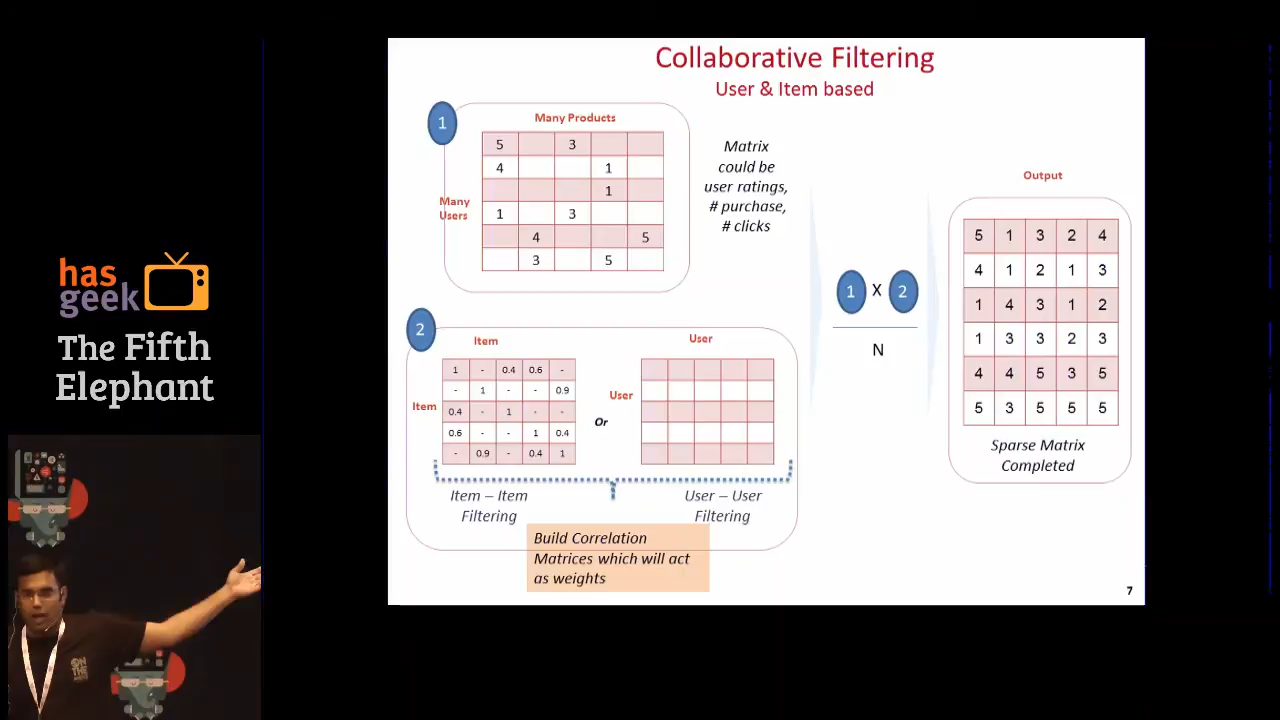 has
geek
The Fifth
Elephant
ON
THE
Collaborative Filtering
User & Item based
1
Many Products
Many
Users
5 3
4 1
1
1 3
4 5
3 5
Matrix
could be
user ratings,
# purchase,
# clicks
2
Item
Item
1 - 0.4 0.6 -
- 1 - - 0.9
0.4 - 1 - -
0.6 - - 1 0.4
- 0.9 - 0.4 1
Or
User
User
Item – Item
Filtering
User – User
Filtering
Build Correlation
Matrices which will act
as weights
1 X 2
N
Output
5 1 3 2 4
4 1 2 1 3
1 4 3 1 2
1 3 3 2 3
4 4 5 3 5
5 3 5 5 5
Sparse Matrix
Completed
7